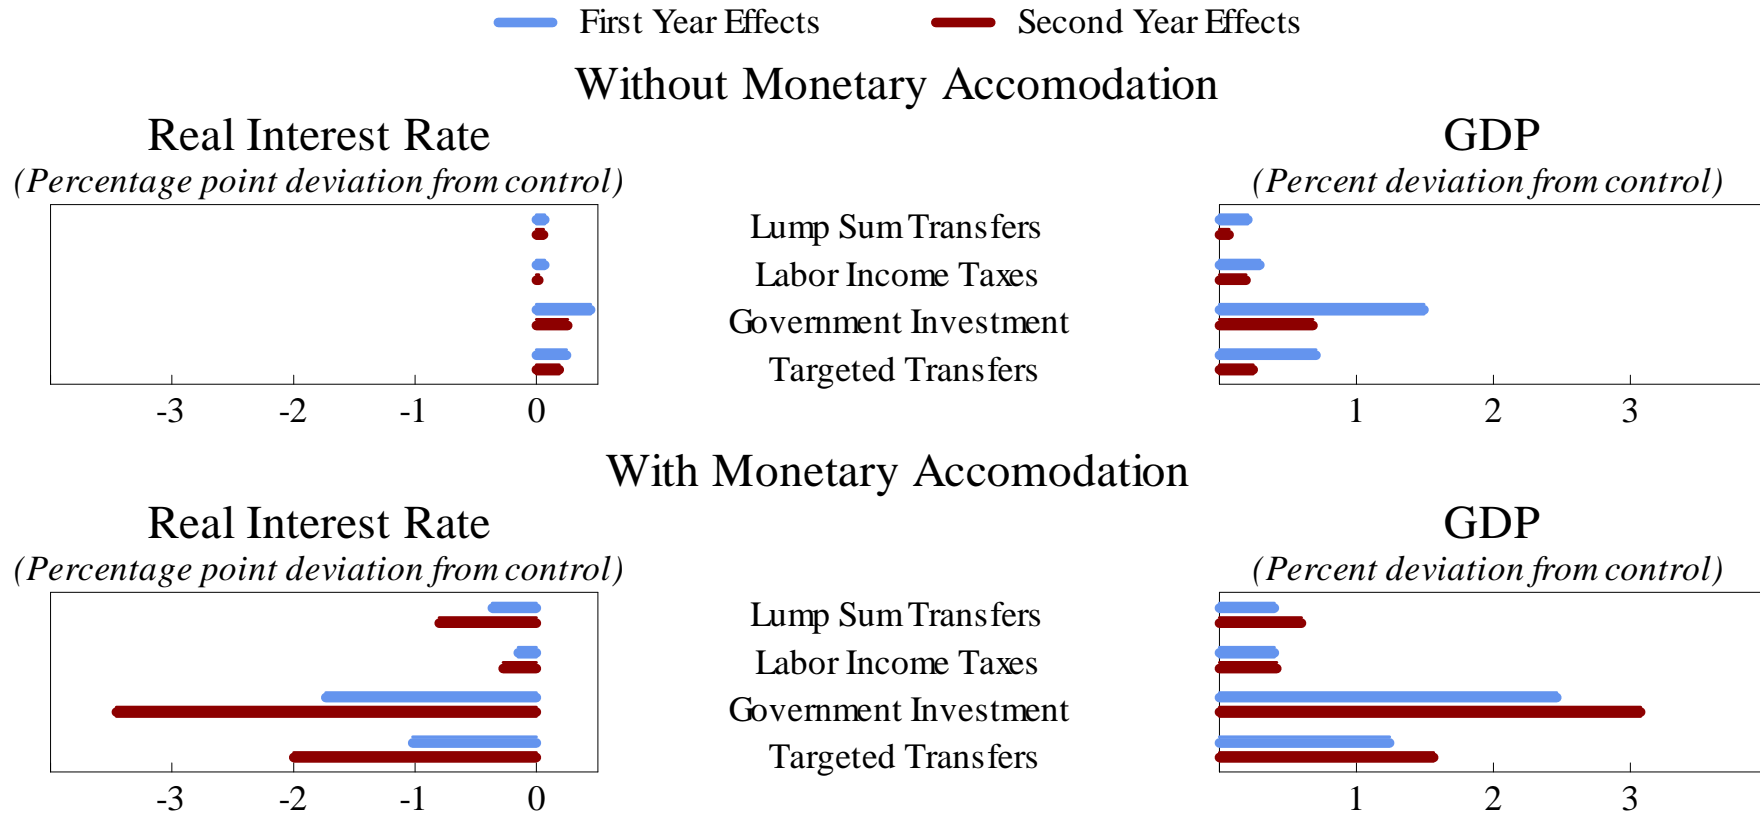 First Year Effects
Second Year Effects
Without Monetary Accomodation
Real Interest Rate
GDP
(Percentage point deviation from control)
(Percent deviation from control)
Lump Sum Transfers
Labor Income Taxes
Government Investment
Targeted Transfers
-3 -2 -1 0
1 2 3
With Monetary Accomodation
Real Interest Rate
GDP
(Percentage point deviation from control)
(Percent deviation from control)
Lump Sum Transfers
Labor Income Taxes
Government Investment
Targeted Transfers
-3 -2 -1 0
1 2 3